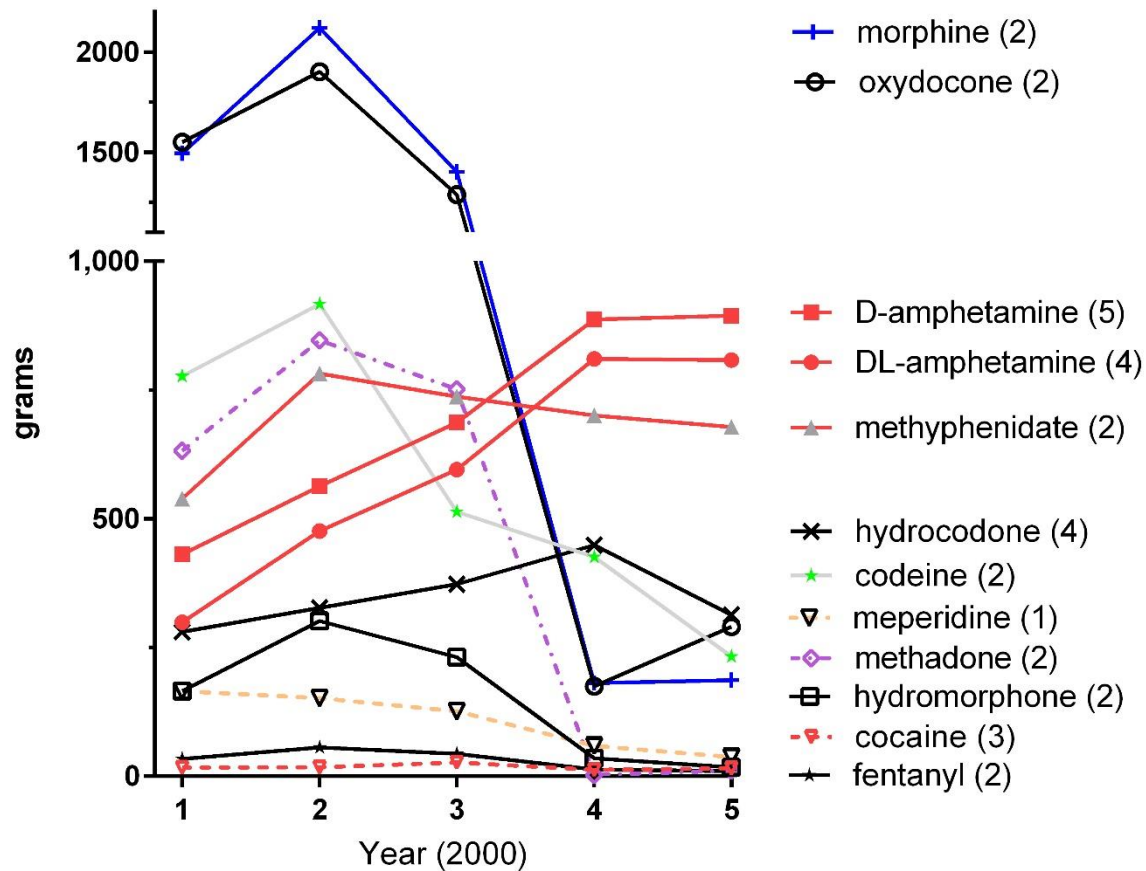 2000
1500
1,000
500
0
grams
1
2
3
4
5
Year (2000)
morphine (2)
oxydocone (2)
D-amphetamine (5)
DL-amphetamine (4)
methyphenidate (2)
hydrocodone (4)
codeine (2)
meperidine (1)
methadone (2)
hydromorphone (2)
cocaine (3)
fentanyl (2)